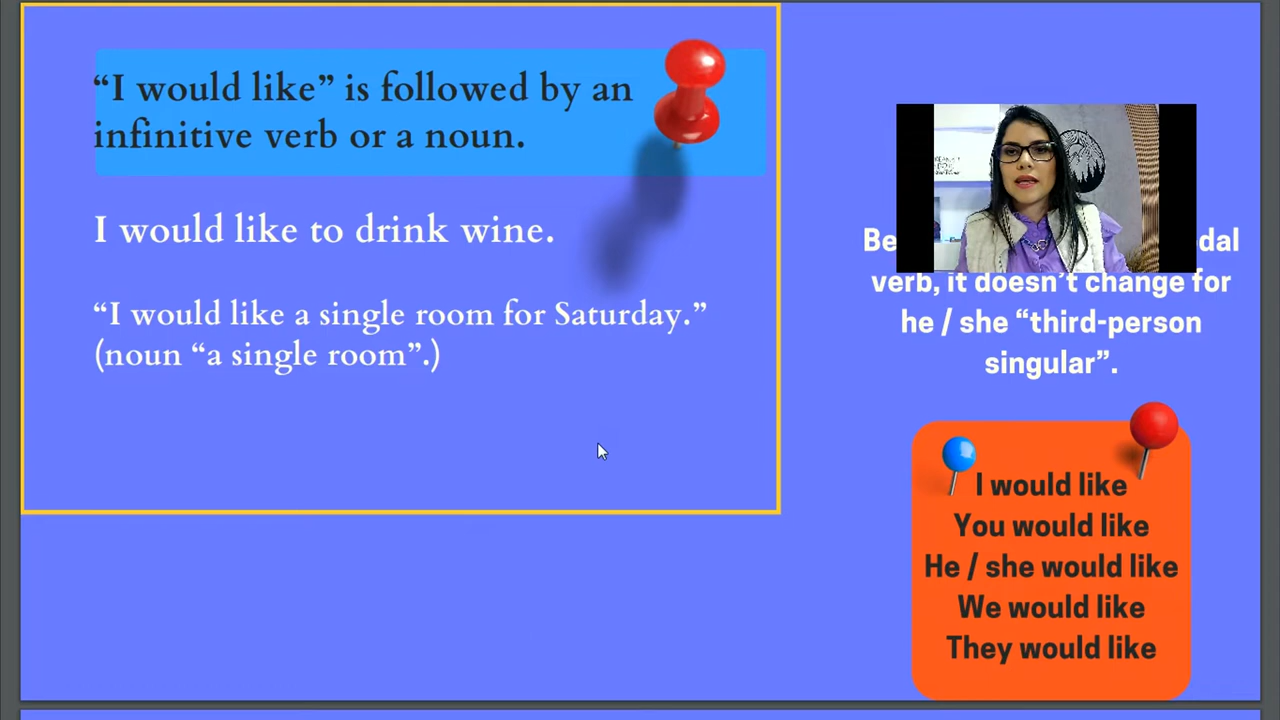 “I would like” is followed by an
infinitive verb or a noun.
I would like to drink wine.
“I would like a single room for Saturday.”
(noun “a single room”.)
verb, it doesn’t change for
he / she “third-person
singular”.
I would like
You would like
He / she would like
We would like
They would like